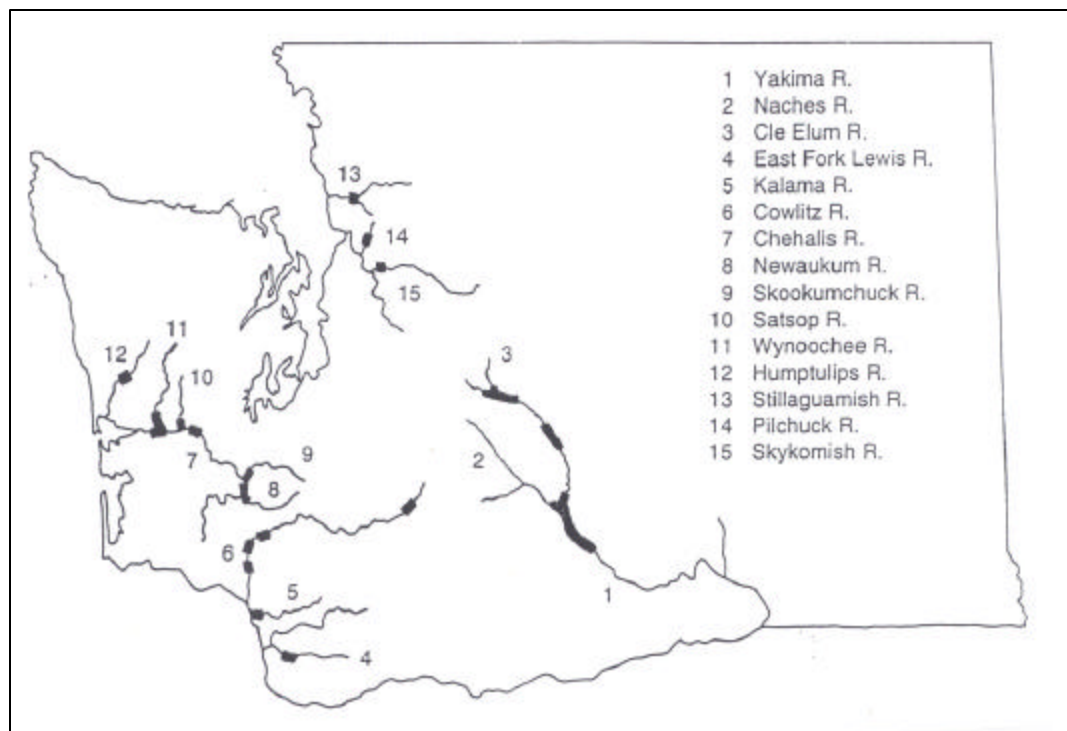 1 Yakima R.
2 Naches R.
3 Cle Elum R.
4 East Fork Lewis R.
5 Kalama R.
6 Cowlitz R.
7 Chehalis R.
8 Newaukum R.
9 Skookumchuck R.
10 Satsop R.
11 Wynoochee R.
12 Humptulips R.
13 Stillaguamish R.
14 Pilchuck R.
15 Skykomish R.
13
14
15
11
12
10
3
9
7
2
8
6
5
1
4